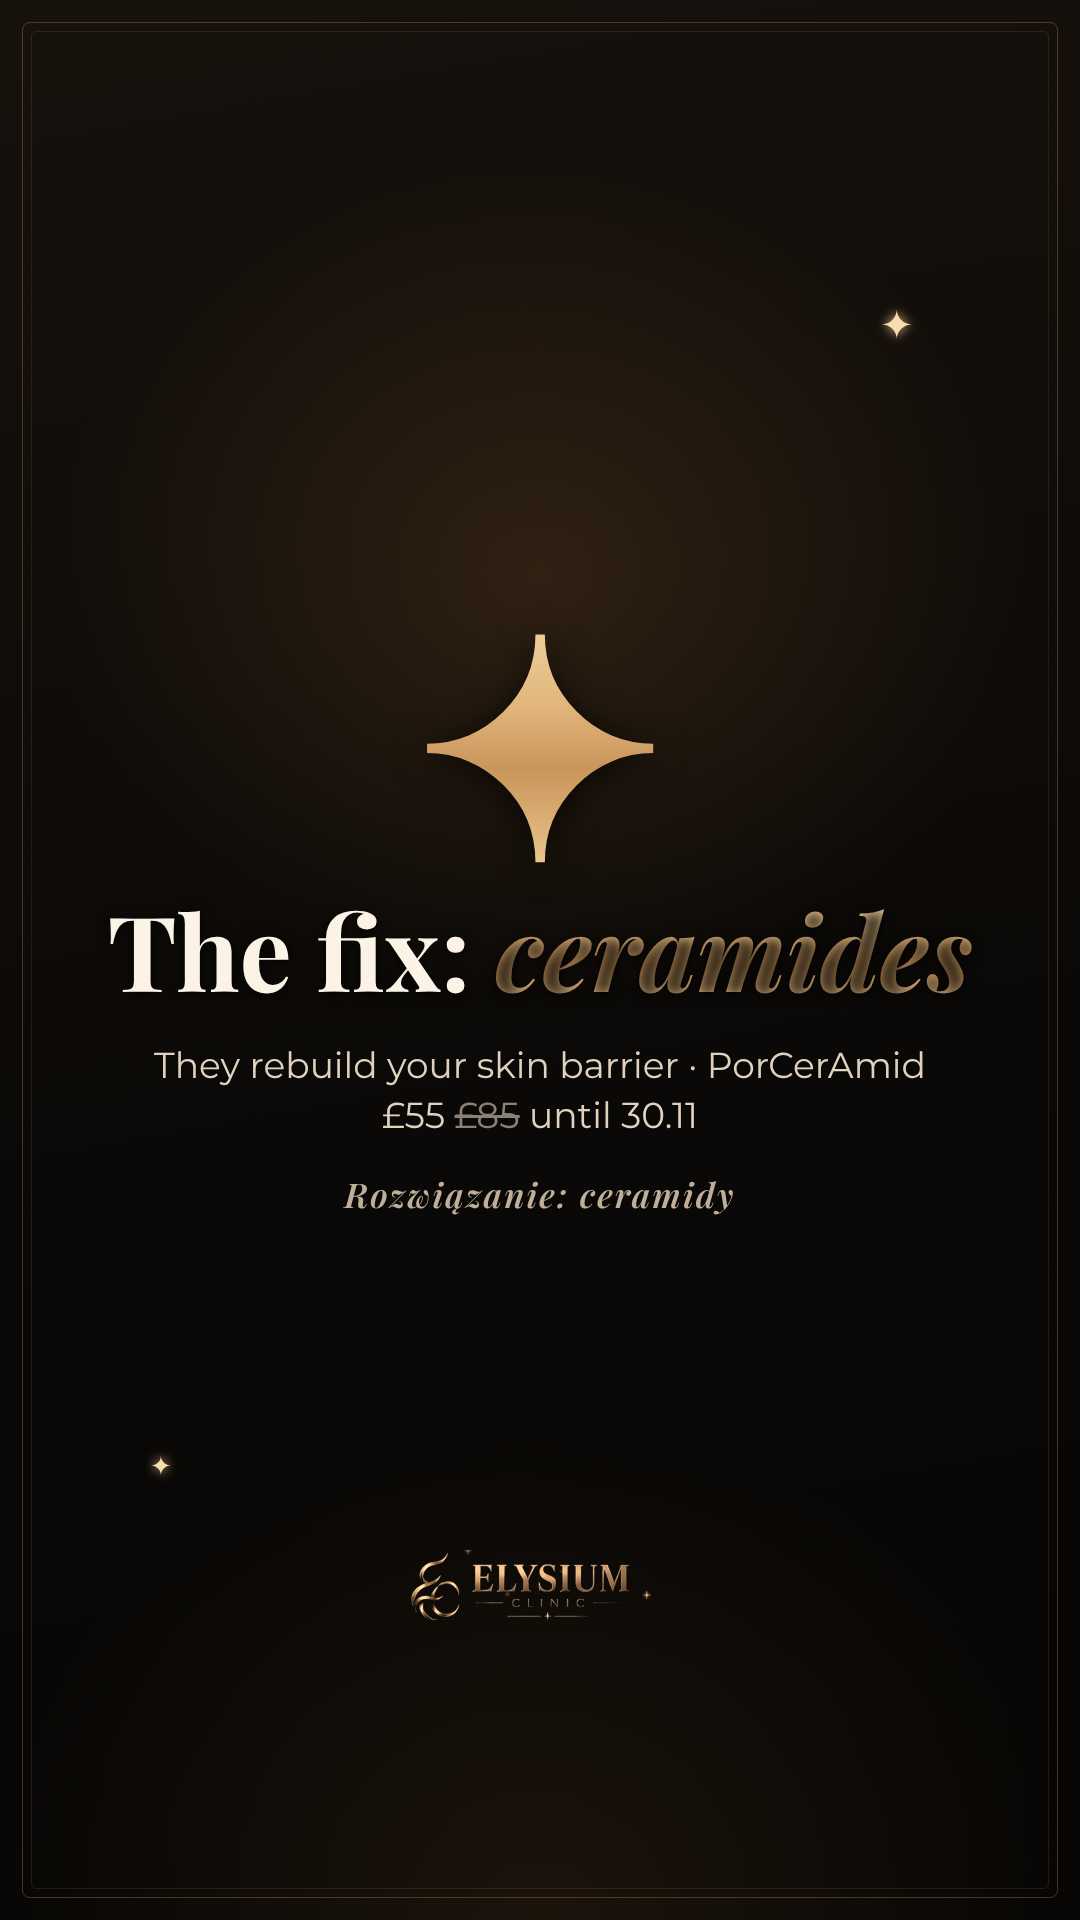 The fix: ceramides
They rebuild your skin barrier · PorCerAmid
£55 £85 until 30.11
Rozwiązanie: ceramidy
ELYSIUM
CLINIC